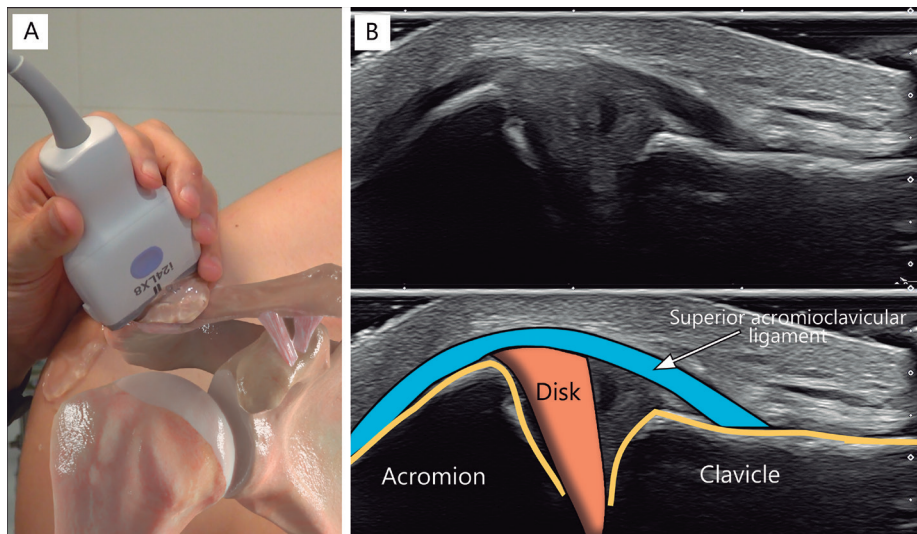 A
B
i24LX8
Superior acromioclavicular
ligament
Disk
Acromion
Clavicle